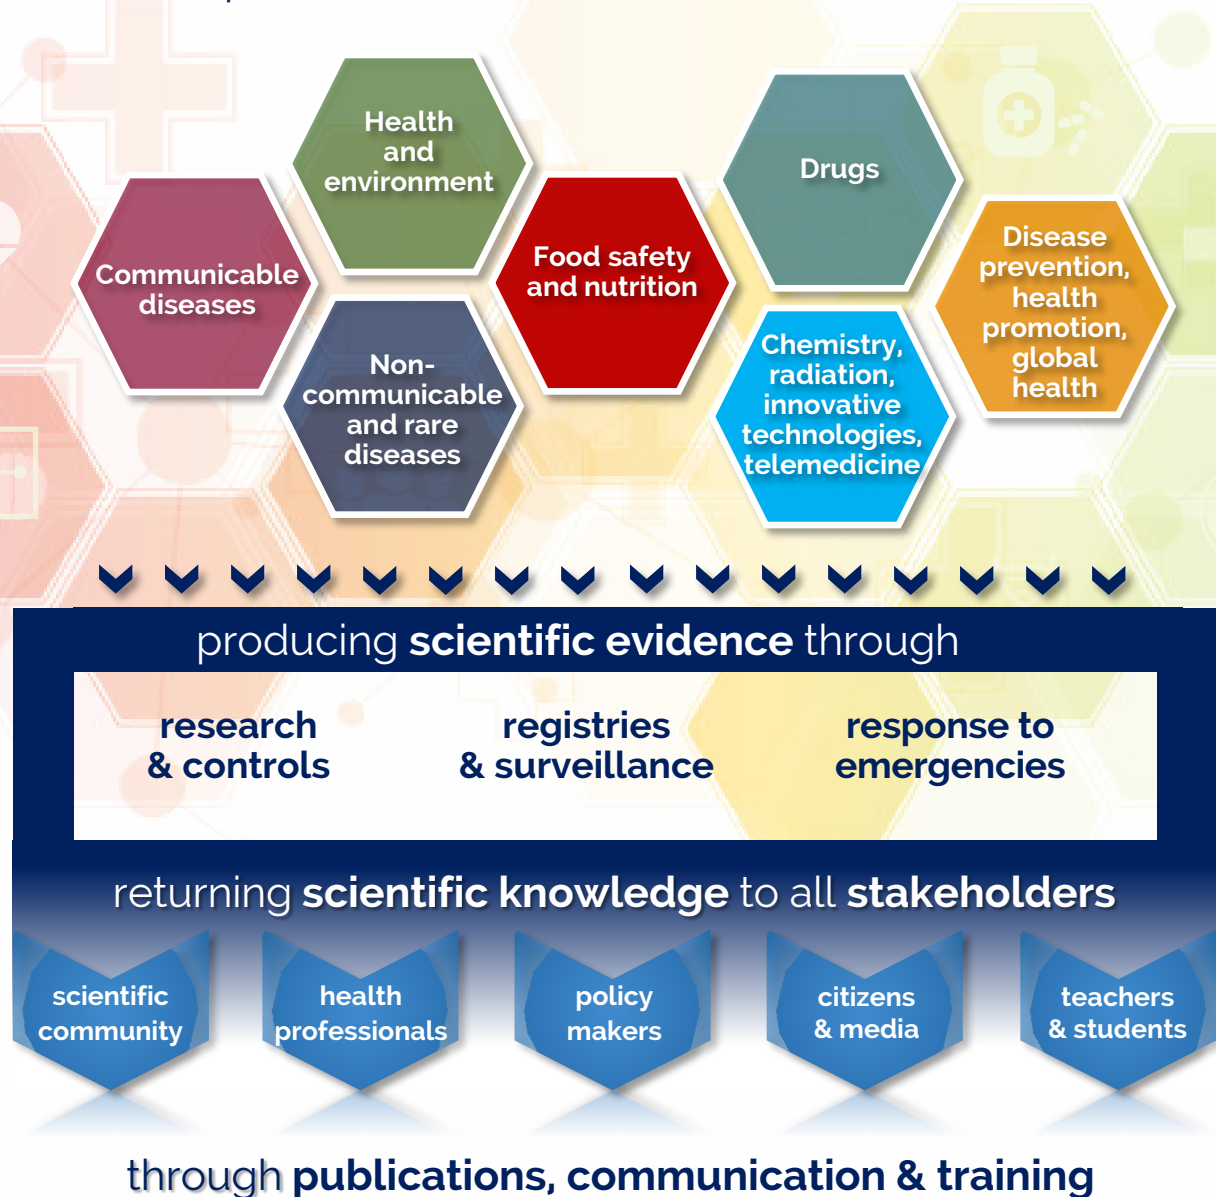 Health
and
environment
Drugs
Communicable
diseases
Food safety
and nutrition
Disease
prevention,
health
promotion,
global
health
Non-
communicable
and rare
diseases
Chemistry,
radiation,
innovative
technologies,
telemedicine
producing scientific evidence through
research
& controls
registries
& surveillance
response to
emergencies
returning scientific knowledge to all stakeholders
scientific
community
health
professionals
policy
makers
citizens
& media
teachers
& students
through publications, communication & training